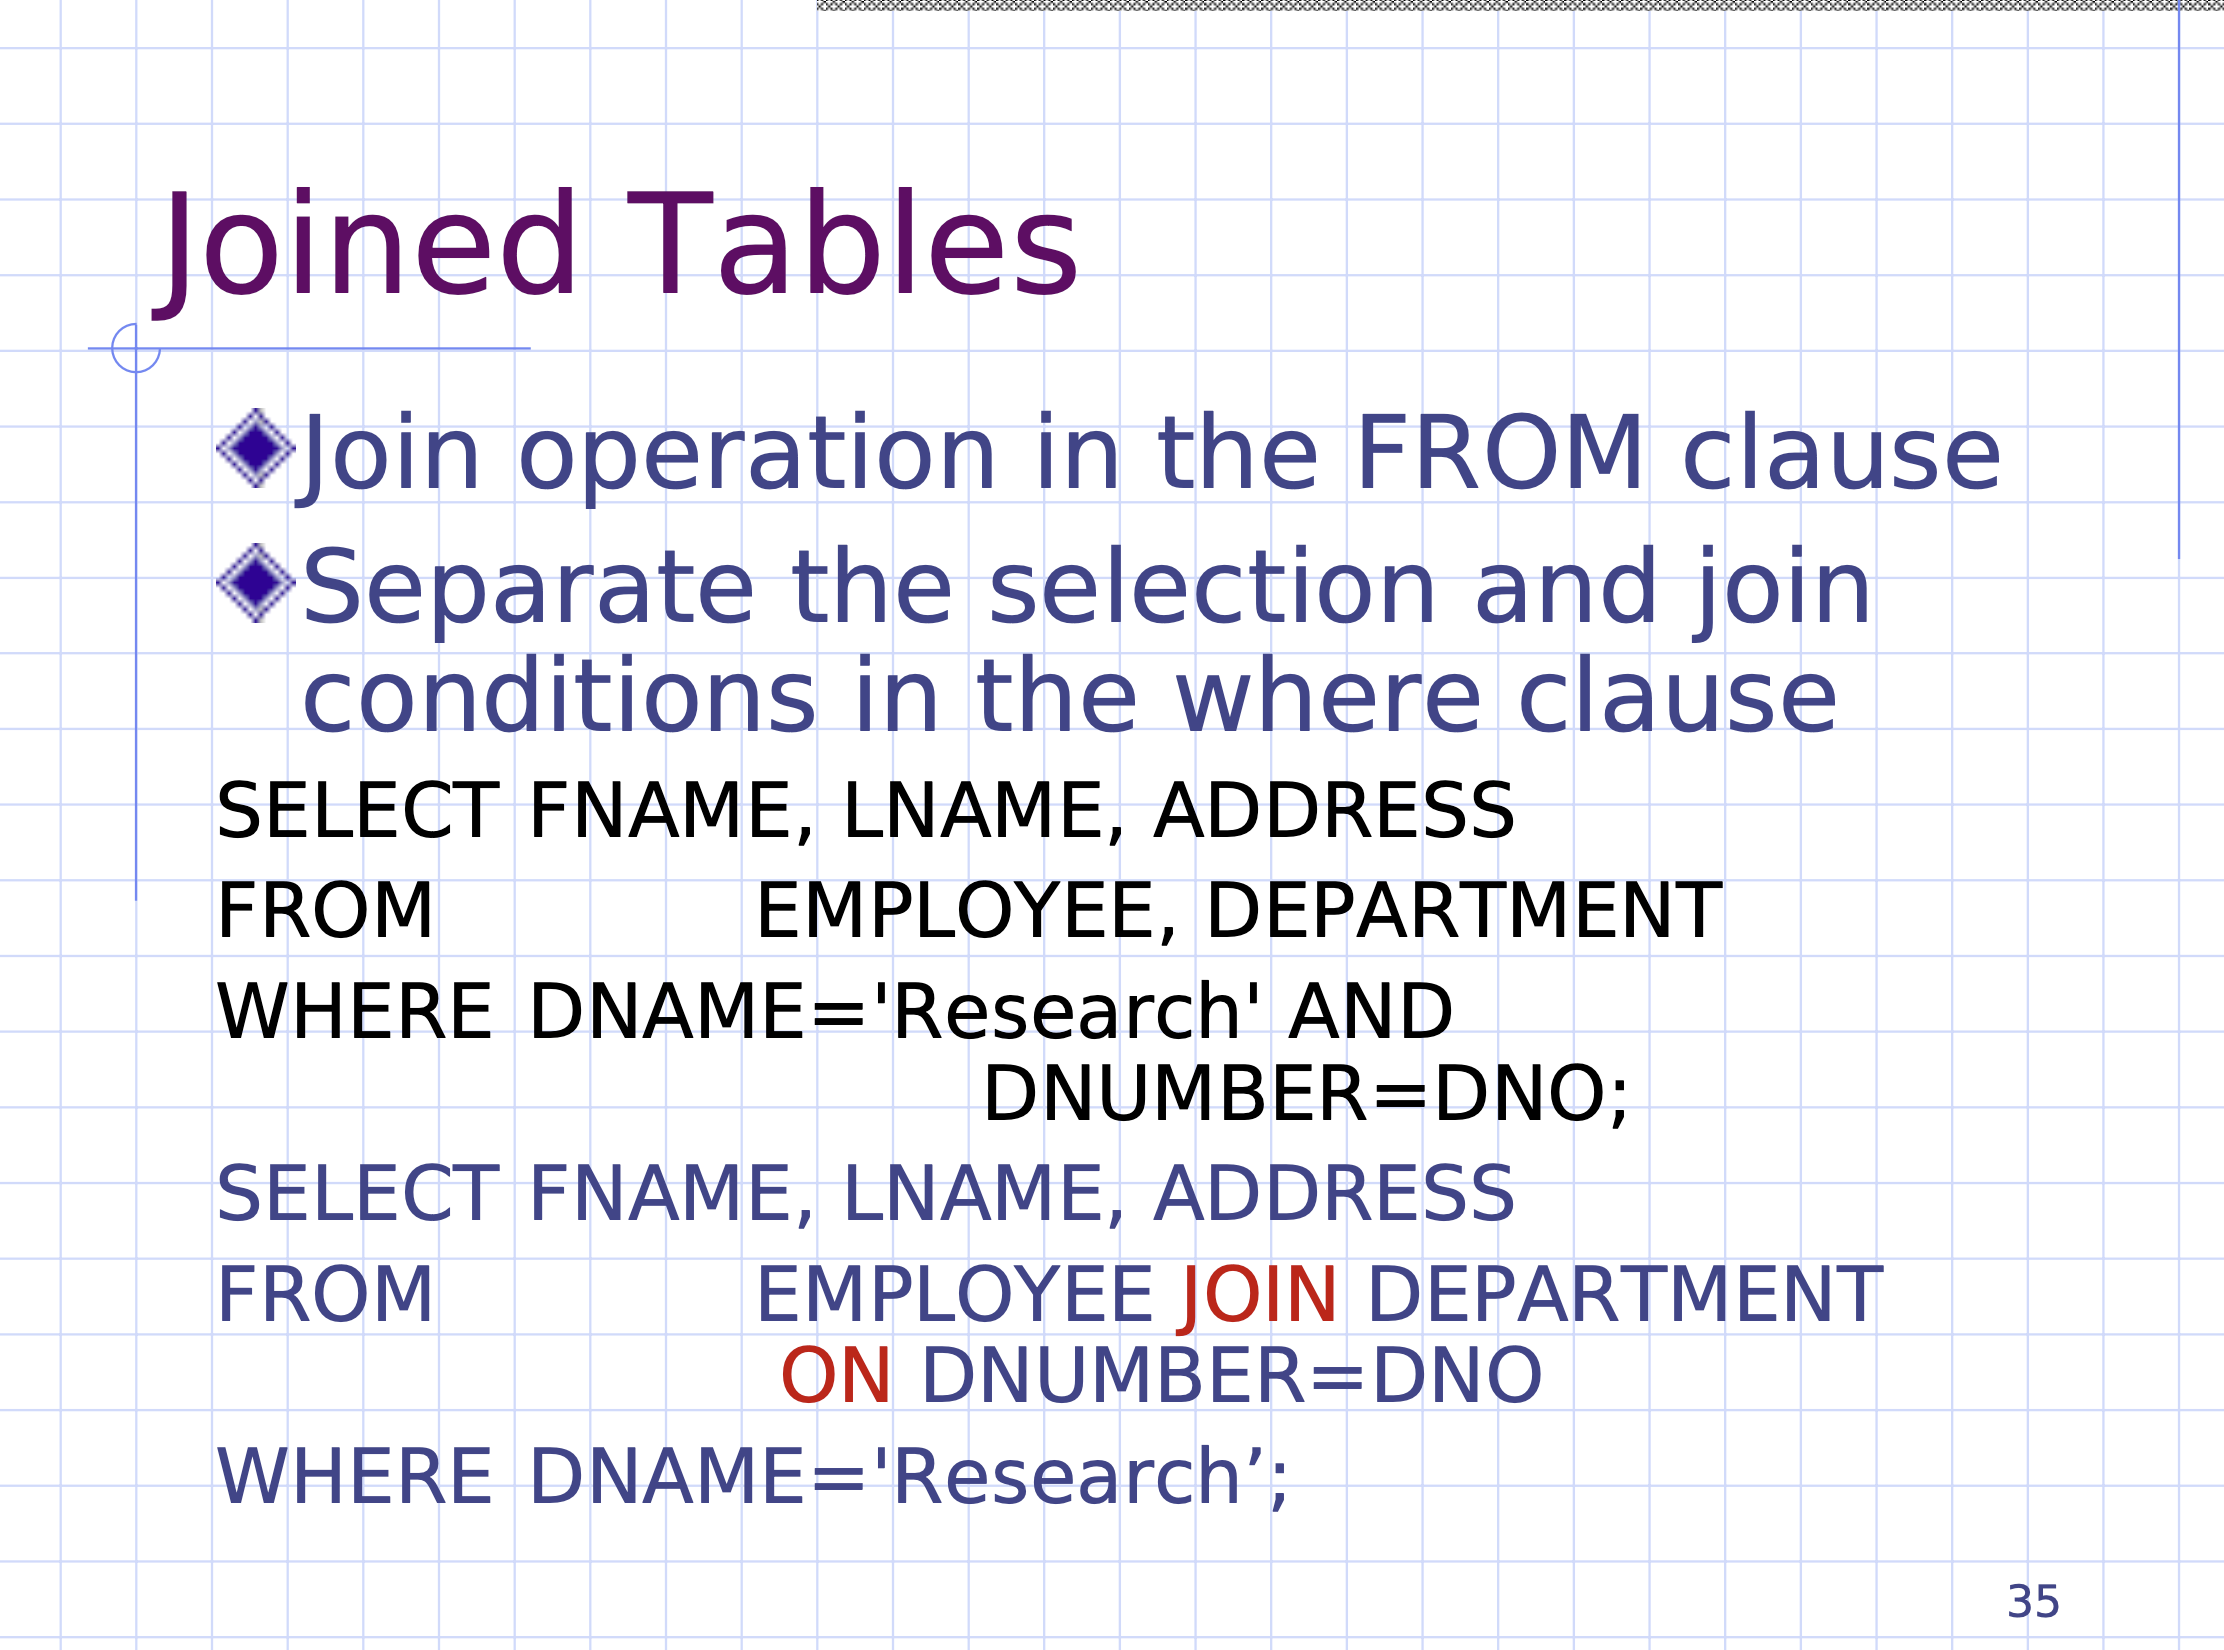 Joined Tables
Join operation in the FROM clause
Separate the selection and join
conditions in the where clause
SELECT FNAME, LNAME, ADDRESS
FROM EMPLOYEE, DEPARTMENT
WHERE DNAME='Research' AND
DNUMBER=DNO;
SELECT FNAME, LNAME, ADDRESS
FROM EMPLOYEE JOIN DEPARTMENT
ON DNUMBER=DNO
WHERE DNAME='Research’;
35